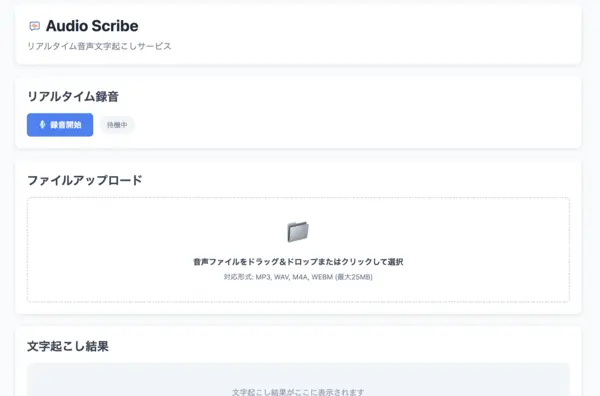 Audio Scribe
リアルタイム音声文字起こしサービス
リアルタイム録音
録音開始 待機中
ファイルアップロード
音声ファイルをドラッグ&ドロップまたはクリックして選択
対応形式: MP3, WAV, M4A, WEBM (最大25MB)
文字起こし結果
文字起こし結果がここに表示されます